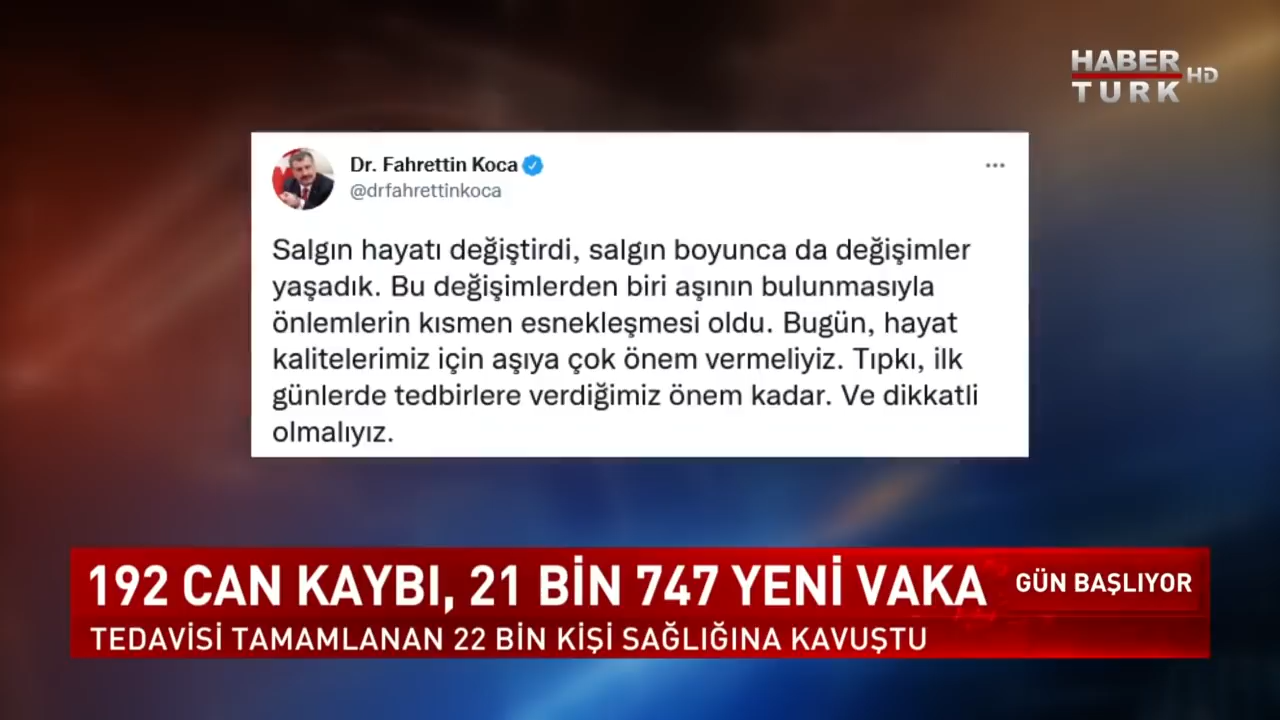 HABER
TURK HD
Dr. Fahrettin Koca
@drfahrettinkoca
Salgın hayatı değiştirdi, salgın boyunca da değişimler
yaşadık. Bu değişimlerden biri aşının bulunmasıyla
önlemlerin kısmen esnekleşmesi oldu. Bugün, hayat
kalitelerimiz için aşıya çok önem vermeliyiz. Tıpkı, ilk
günlerde tedbirlere verdiğimiz önem kadar. Ve dikkatli
olmalıyız.
192 CAN KAYBI, 21 BİN 747 YENİ VAKA
GÜN BAŞLIYOR
TEDAVİSİ TAMAMLANAN 22 BİN KİŞİ SAĞLIĞINA KAVUŞTU